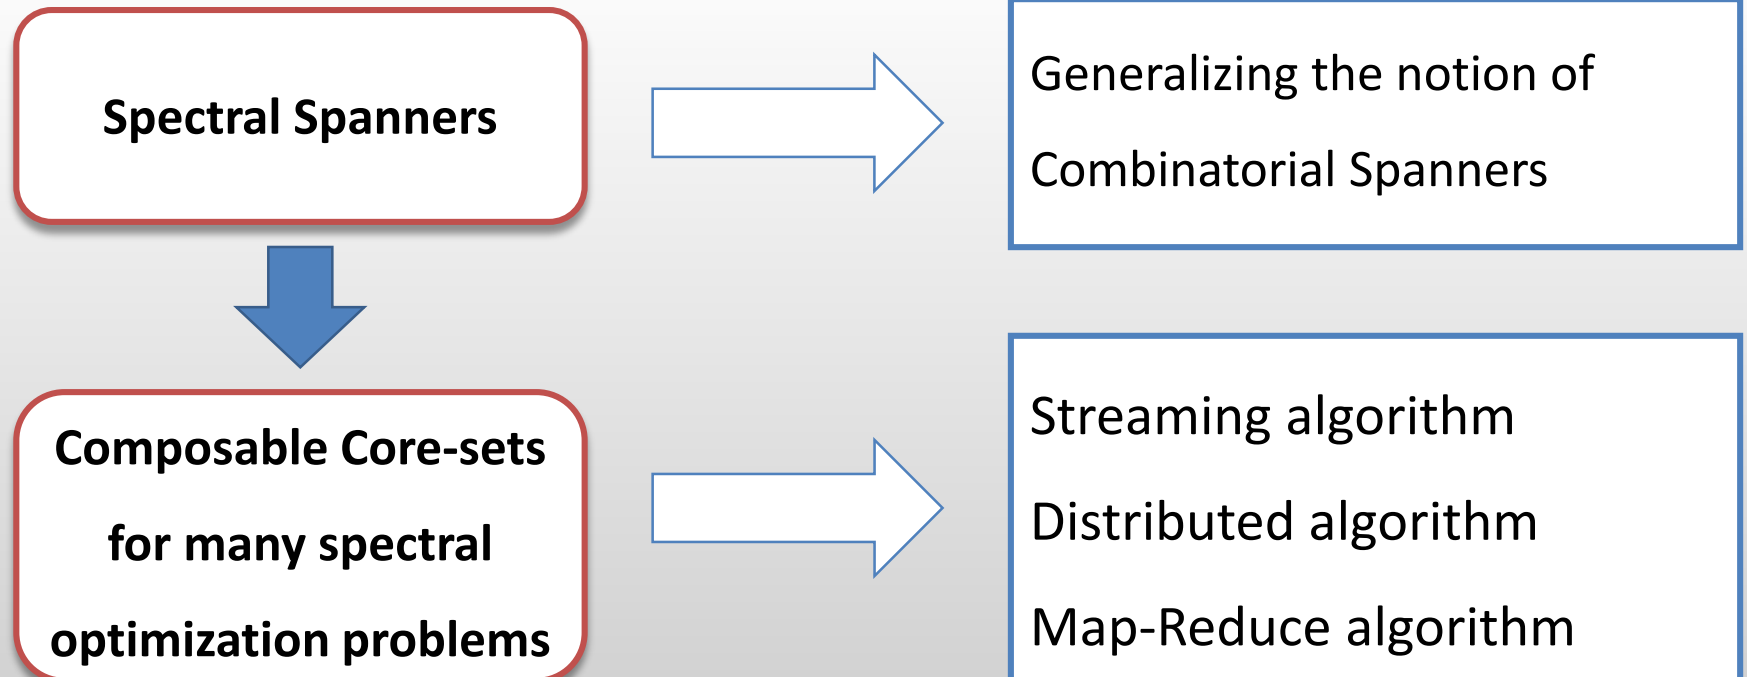 Spectral Spanners
Generalizing the notion of
Combinatorial Spanners
Composable Core-sets
for many spectral
optimization problems
Streaming algorithm
Distributed algorithm
Map-Reduce algorithm